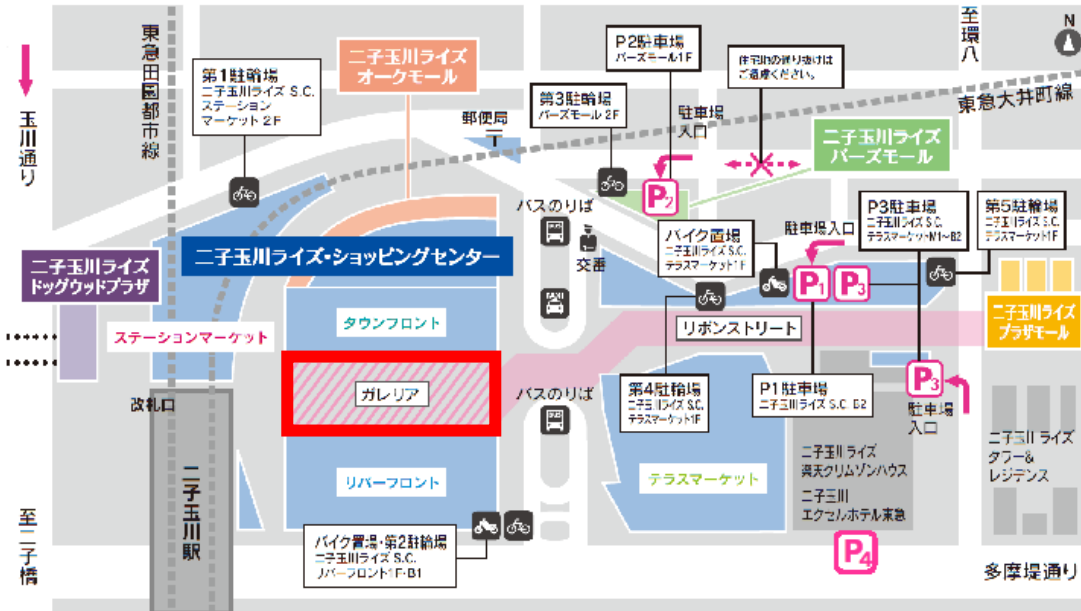 玉川通り
至二子橋
東急田園都市線
第1駐輪場
二子玉川ライズ S.C.
ステーション
マーケット 2F
二子玉川ライズ
オークモール
郵便局
〒
P2駐車場
バーズモール1F
第3駐輪場
バーズモール 2F
駐車場
入口
P2
住宅地の通り抜けは
ご遠慮ください。
至環八
N
東急大井町線
二子玉川ライズ
バーズモール
バスのりば
BUS
TAXI
交番
バイク置場
二子玉川ライズ S.C.
テラスマーケット1F
駐車場入口
P1
P3
P3駐車場
二子玉川ライズ S.C.
テラスマーケットM1～B2
第5駐輪場
二子玉川ライズ S.C.
テラスマーケット1F
二子玉川ライズ・ショッピングセンター
二子玉川ライズ
ドッグウッドプラザ
ステーションマーケット
タウンフロント
ガレリア
リバーフロント
リボンストリート
二子玉川ライズ
プラザモール
改札口
二子玉川駅
バスのりば
BUS
第4駐輪場
二子玉川ライズ S.C.
テラスマーケット1F
P1駐車場
二子玉川ライズ S.C. B2
P3
駐車場
入口
テラスマーケット
二子玉川ライズ
楽天クリムゾンハウス
二子玉川
エクセルホテル東急
P4
二子玉川ライズ
タワー&
レジデンス
バイク置場・第2駐輪場
二子玉川ライズ S.C.
リバーフロント1F・B1
多摩堤通り